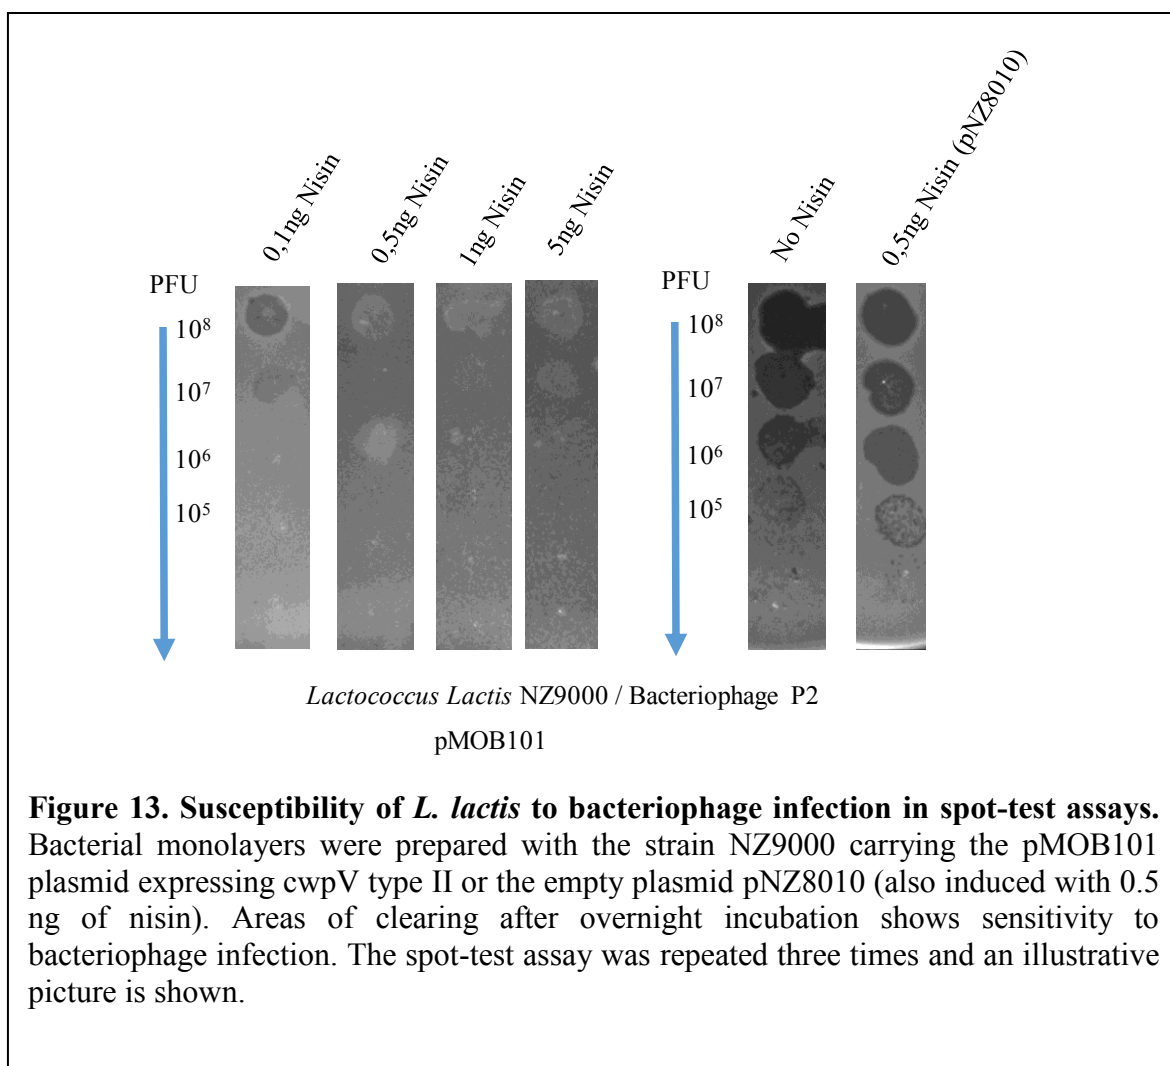 0,1ng Nisin
0,5ng Nisin
1ng Nisin
5ng Nisin
No Nisin
0,5ng Nisin (pNZ8010)
PFU
10⁸
10⁷
10⁶
10⁵
PFU
10⁸
10⁷
10⁶
10⁵
Lactococcus Lactis NZ9000 / Bacteriophage P2
pMOB101
Figure 13. Susceptibility of L. lactis to bacteriophage infection in spot-test assays.
Bacterial monolayers were prepared with the strain NZ9000 carrying the pMOB101
plasmid expressing cwpV type II or the empty plasmid pNZ8010 (also induced with 0.5
ng of nisin). Areas of clearing after overnight incubation shows sensitivity to
bacteriophage infection. The spot-test assay was repeated three times and an illustrative
picture is shown.